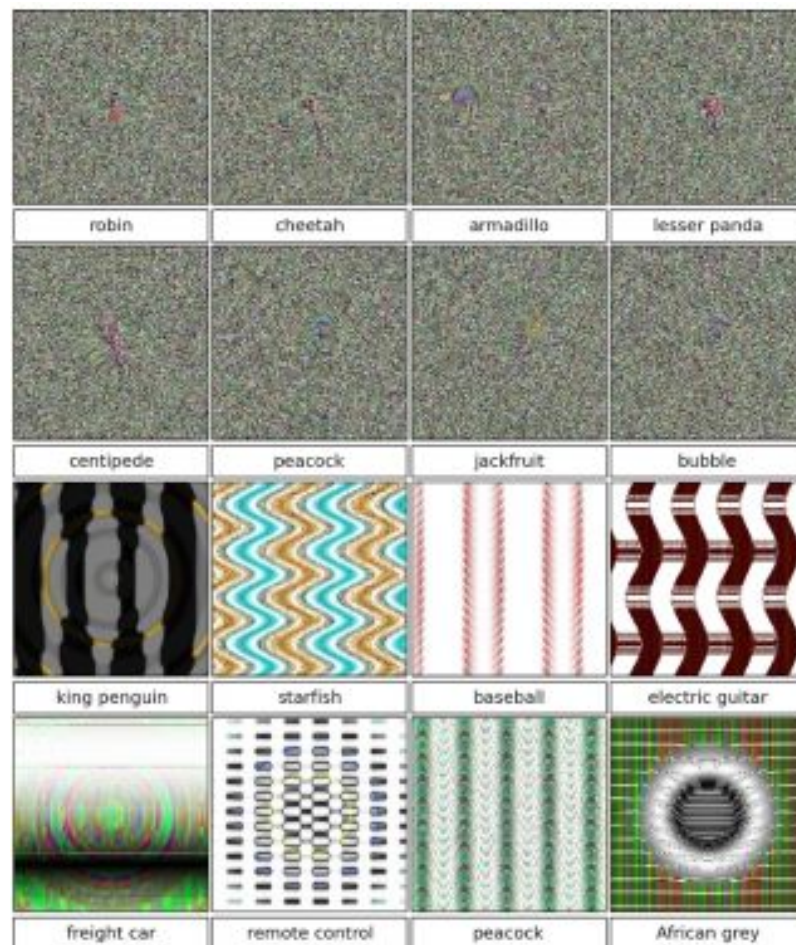 robin cheetah armadillo lesser panda
centipede peacock jackfruit bubble
king penguin starfish baseball electric guitar
freight car remote control peacock African grey